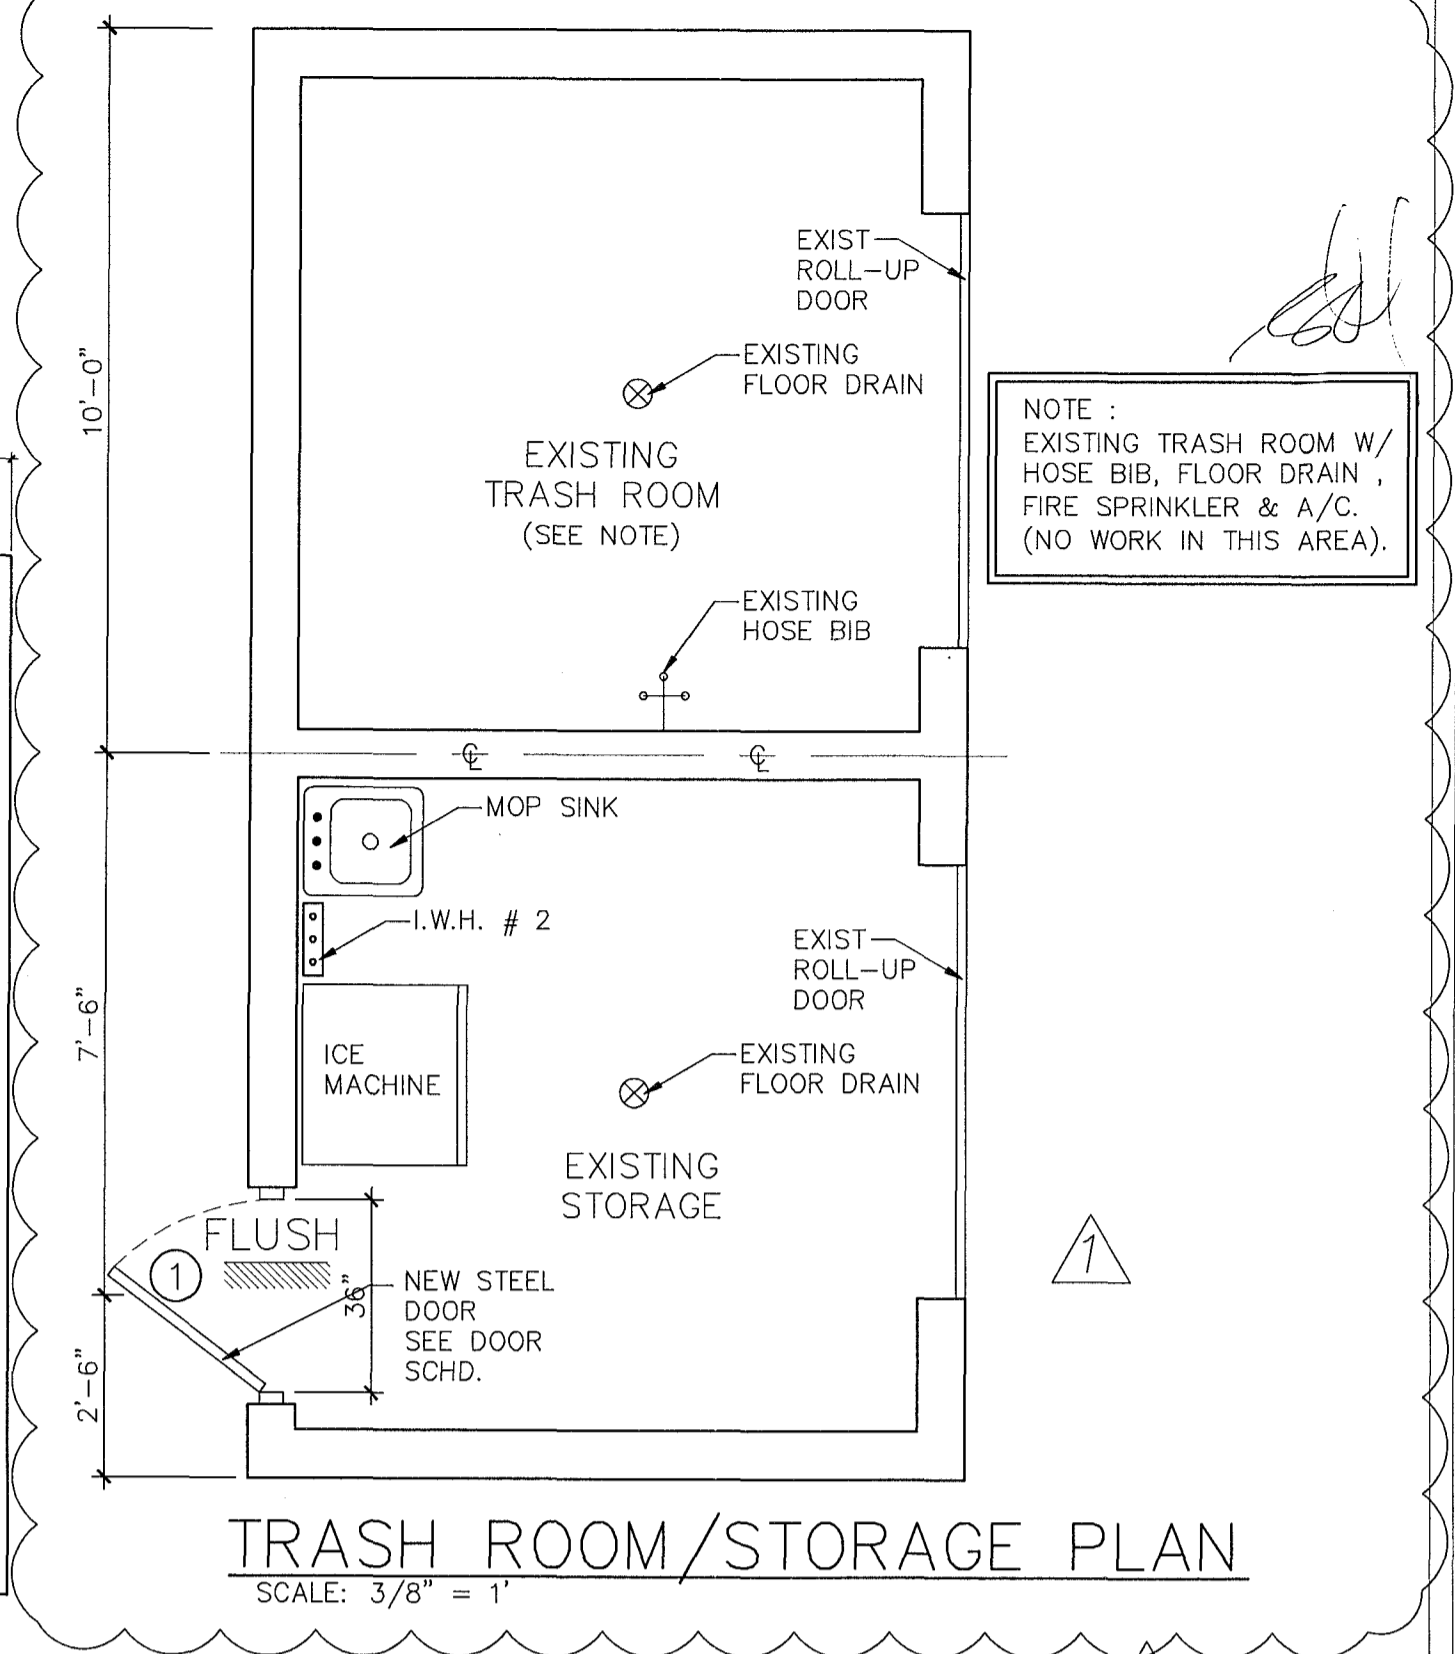 10'-0"
EXIST
ROLL-UP
DOOR
EXISTING
FLOOR DRAIN
EXISTING
TRASH ROOM
(SEE NOTE)
NOTE :
EXISTING TRASH ROOM W/
HOSE BIB, FLOOR DRAIN ,
FIRE SPRINKLER & A/C.
(NO WORK IN THIS AREA).
EXISTING
HOSE BIB
CL CL
MOP SINK
I.W.H. # 2
7'-6"
EXIST
ROLL-UP
DOOR
ICE
MACHINE
EXISTING
FLOOR DRAIN
EXISTING
STORAGE
FLUSH
1
36"
NEW STEEL
DOOR
SEE DOOR
SCHD.
1
2'-6"
TRASH ROOM/STORAGE PLAN
SCALE: 3/8" = 1'